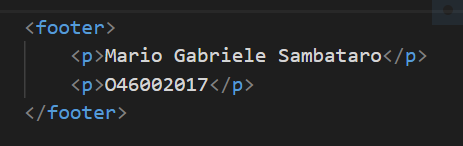 <footer>
<p>Mario Gabriele Sambataro</p>
<p>O46002017</p>
</footer>